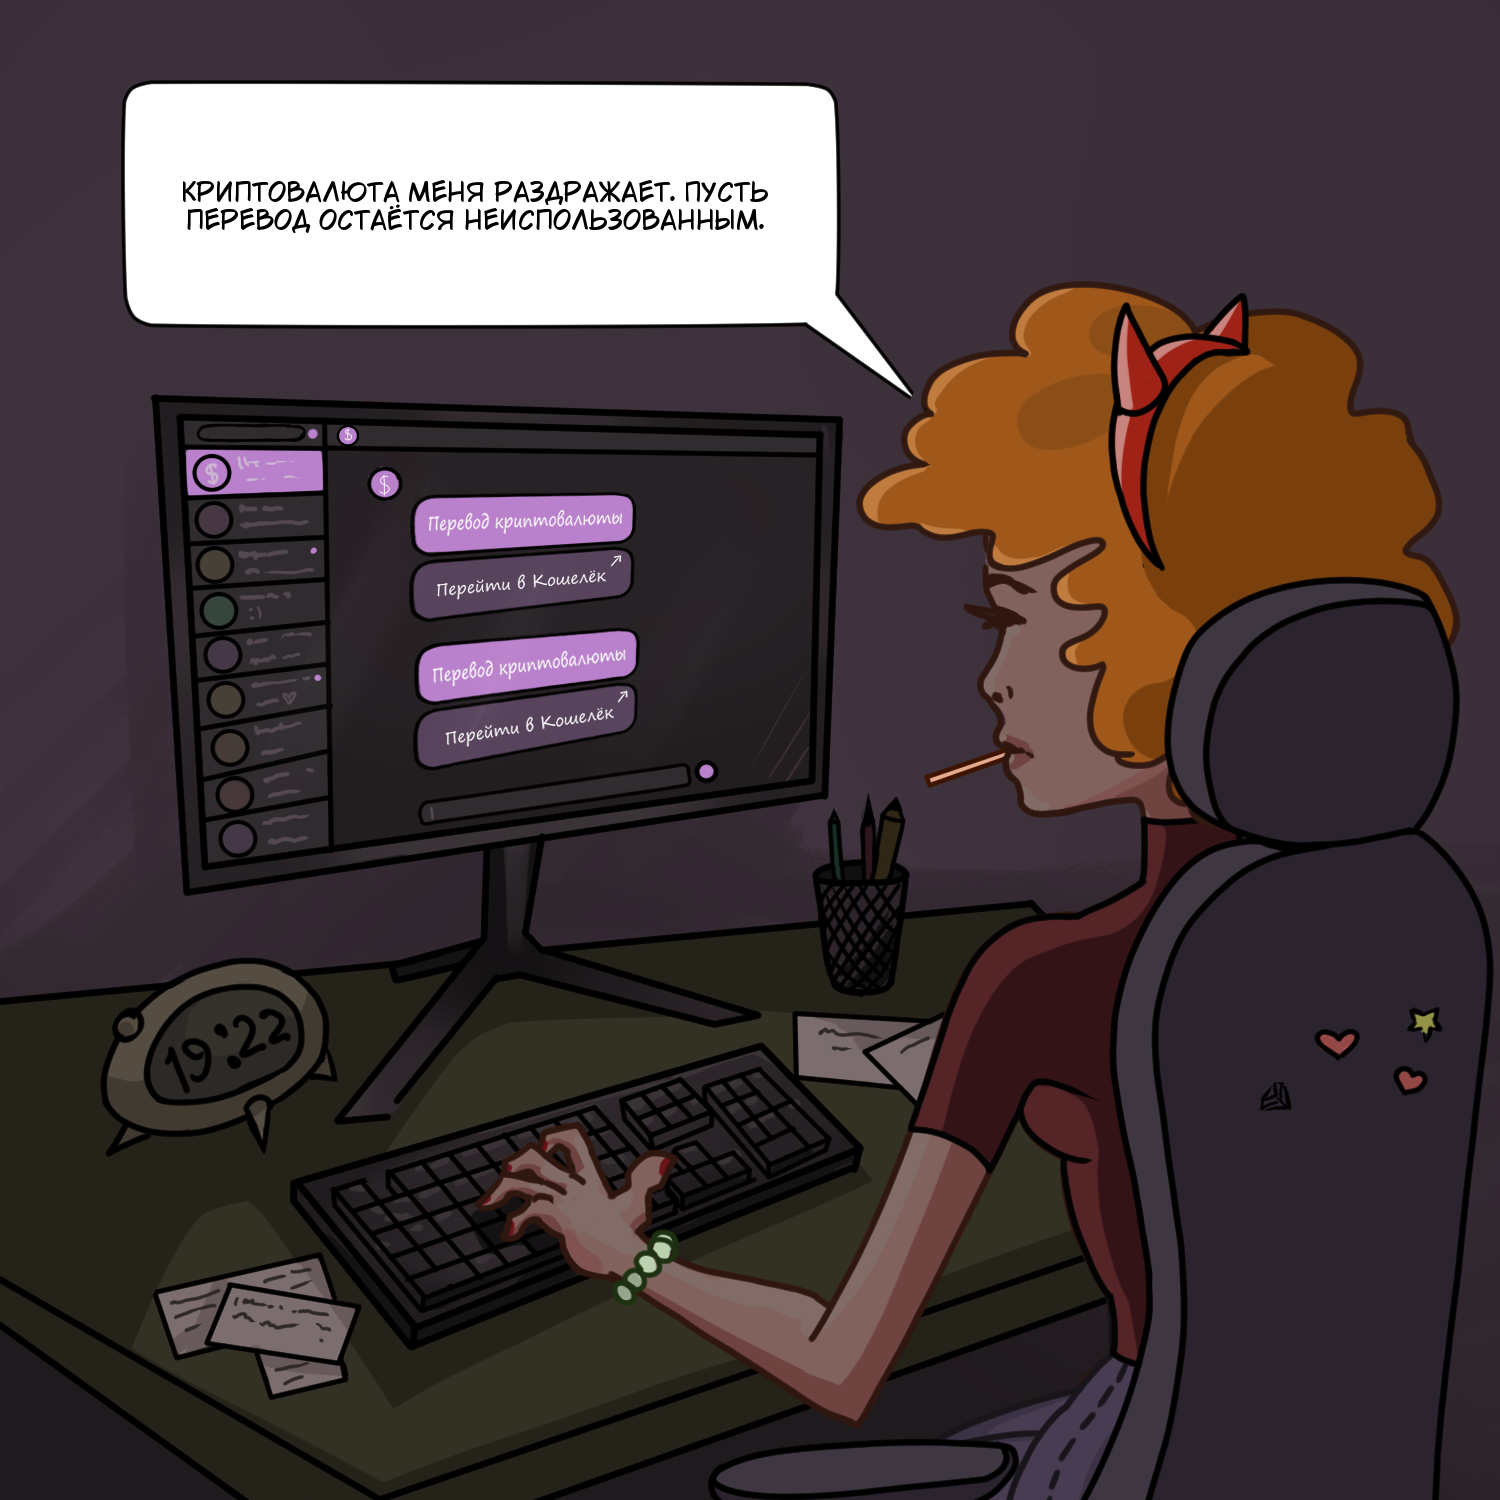 КРИПТОВАЛЮТА МЕНЯ РАЗДРАЖАЕТ. ПУСТЬ
ПЕРЕВОД ОСТАЁТСЯ НЕИСПОЛЬЗОВАННЫМ.
$
$
$
Перевод криптовалюты
Перейти в Кошелёк
:)
Перевод криптовалюты
Перейти в Кошелёк
19:22